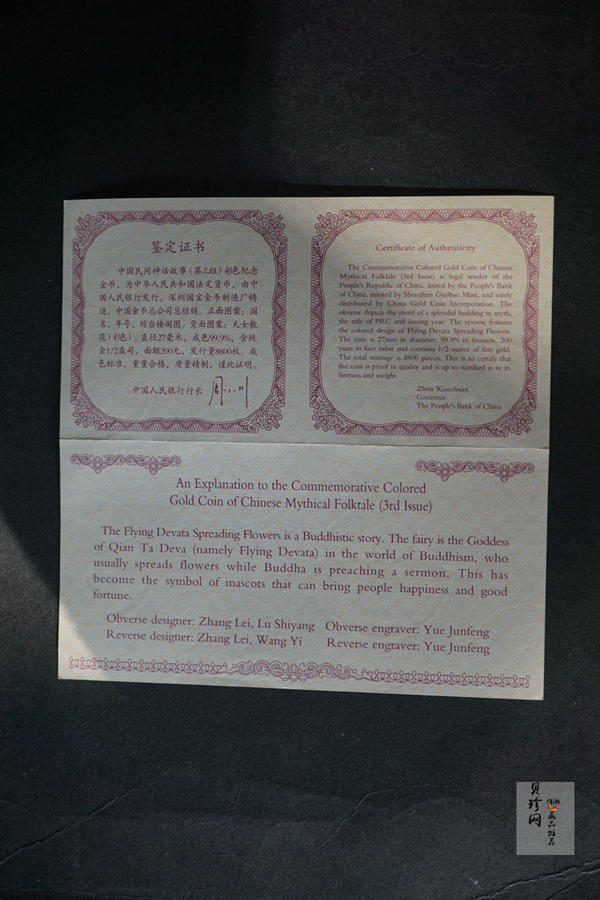 鉴定证书
中国民间神话故事（第三组）彩色纪念
金币，为中华人民共和国法定货币，由中
国人民银行发行，深圳国宝金币制造厂铸
造，中国金币总公司总经销。正面图案：国
名、年号、琼台楼阁图。背面图案：天女散
花（彩色）。直径27毫米，成色99.9%，含纯
金1/2盎司，面额200元，发行量8800枚。成
色标准，重量合格，质量精制，谨此证明。
中国人民银行行长
Certificate of Authenticity
The Commemorative Colored Gold Coin of Chinese
Mythical Folktale (3rd Issue) is legal tender of the
People's Republic of China, issued by the People's Bank
of China, minted by Shenzhen Guobao Mint, and solely
distributed by China Gold Coin Incorporation. The
obverse depicts the motif of a splendid building in myth,
the title of PRC and issuing year. The reverse features
the colored design of Flying Devata Spreading Flowers.
The coin is 27mm in diameter, 99.9% in fineness, 200
yuan in face value and contains 1/2 ounce of fine gold.
The total mintage is 8800 pieces. This is to certify that
the coin is proof in quality and is up to standard as to its
fineness and weight.
Zhou Xiaochuan
Governor
The People's Bank of China
An Explanation to the Commemorative Colored
Gold Coin of Chinese Mythical Folktale (3rd Issue)
The Flying Devata Spreading Flowers is a Buddhistic story. The fairy is the Goddess
of Qian Ta Deva (namely Flying Devata) in the world of Buddhism, who
usually spreads flowers while Buddha is preaching a sermon. This has
become the symbol of mascots that can bring people happiness and good
fortune.
Obverse designer: Zhang Lei, Lu Shiyang Obverse engraver: Yue Junfeng
Reverse designer: Zhang Lei, Wang Yi Reverse engraver: Yue Junfeng
贝珍网
藏品推荐